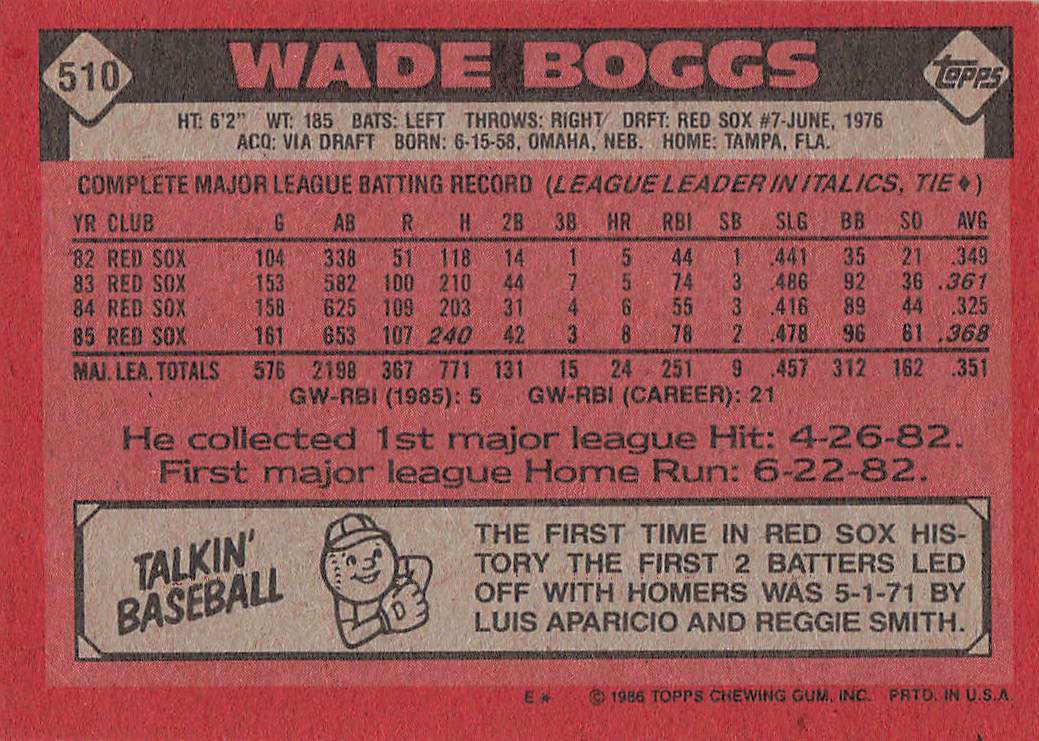 510 WADE BOGGS Topps
HT: 6'2" WT: 185 BATS: LEFT THROWS: RIGHT DRFT: RED SOX #7-JUNE, 1976
ACQ: VIA DRAFT BORN: 6-15-58, OMAHA, NEB. HOME: TAMPA, FLA.
COMPLETE MAJOR LEAGUE BATTING RECORD (LEAGUE LEADER IN ITALICS, TIE♦)
YR CLUB G AB R H 2B 3B HR RBI SB SLG BB SO AVG
82 RED SOX 104 338 51 118 14 1 5 44 1 .441 35 21 .349
83 RED SOX 153 582 100 210 44 7 5 74 3 .486 92 36 .361
84 RED SOX 158 625 109 203 31 4 6 55 3 .416 89 44 .325
85 RED SOX 161 653 107 240 42 3 8 78 2 .478 96 61 .368
MAJ. LEA. TOTALS 576 2198 367 771 131 15 24 251 9 .457 312 162 .351
GW-RBI (1985): 5 GW-RBI (CAREER): 21
He collected 1st major league Hit: 4-26-82.
First major league Home Run: 6-22-82.
TALKIN'
BASEBALL
D
THE FIRST TIME IN RED SOX HIS-
TORY THE FIRST 2 BATTERS LED
OFF WITH HOMERS WAS 5-1-71 BY
LUIS APARICIO AND REGGIE SMITH.
E* © 1986 TOPPS CHEWING GUM, INC. PRTD. IN U.S.A.